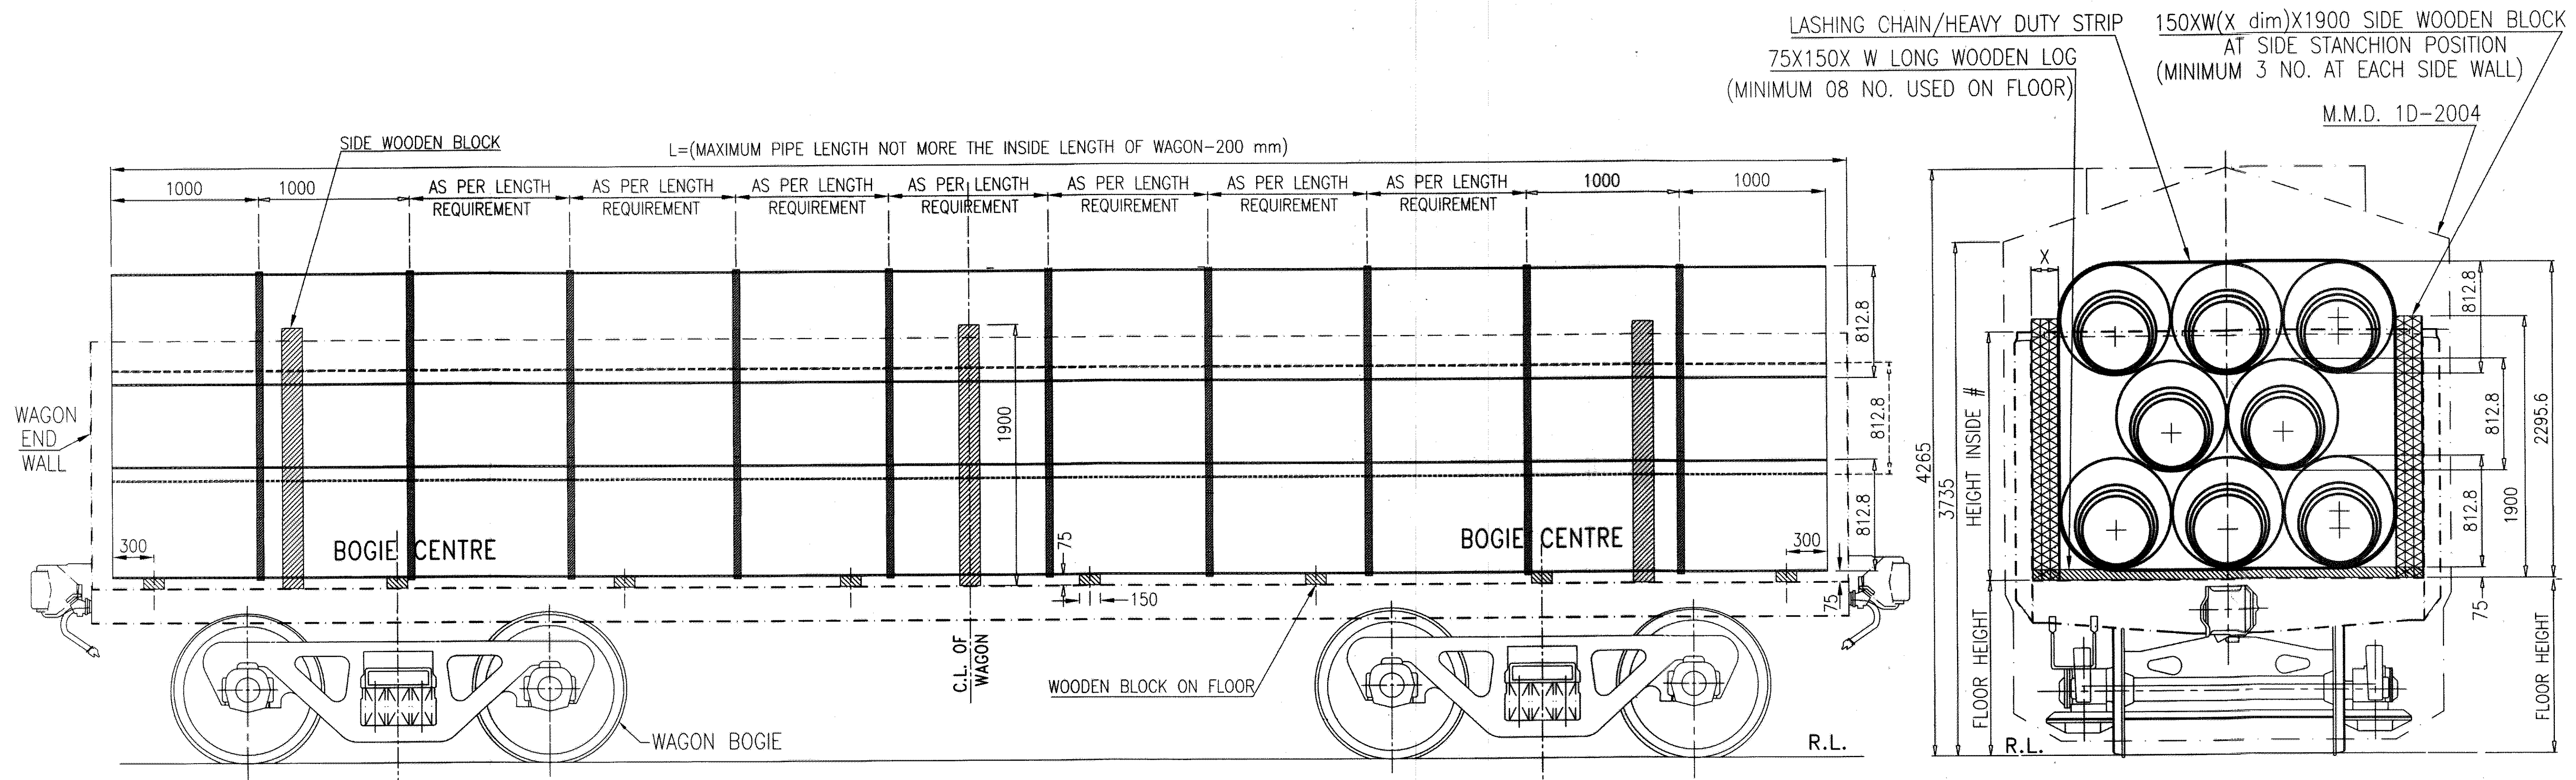 LASHING CHAIN/HEAVY DUTY STRIP
75X150X W LONG WOODEN LOG
(MINIMUM 08 NO. USED ON FLOOR)
150XW(X dim)X1900 SIDE WOODEN BLOCK
AT SIDE STANCHION POSITION
(MINIMUM 3 NO. AT EACH SIDE WALL)
M.M.D. 1D-2004
SIDE WOODEN BLOCK
L=(MAXIMUM PIPE LENGTH NOT MORE THE INSIDE LENGTH OF WAGON-200 mm)
1000
1000
AS PER LENGTH
REQUIREMENT
AS PER LENGTH
REQUIREMENT
AS PER LENGTH
REQUIREMENT
AS PER LENGTH
REQUIREMENT
AS PER LENGTH
REQUIREMENT
AS PER LENGTH
REQUIREMENT
AS PER LENGTH
REQUIREMENT
1000
1000
812.8
812.8
812.8
1900
WAGON
END
WALL
300
BOGIE CENTRE
75
150
BOGIE CENTRE
300
75
C.L. OF
WAGON
WOODEN BLOCK ON FLOOR
WAGON BOGIE
R.L.
X
4265
3735
HEIGHT INSIDE #
FLOOR HEIGHT
812.8
812.8
812.8
2295.6
1900
75
FLOOR HEIGHT
R.L.